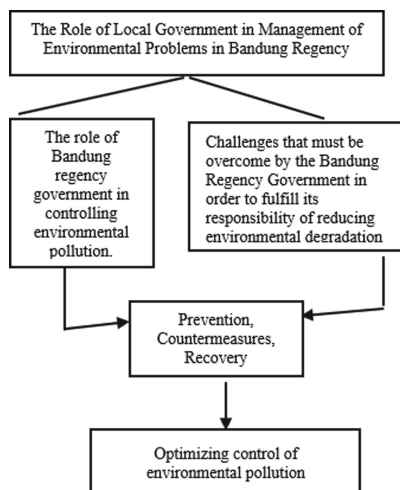 The Role of Local Government in Management of
Environmental Problems in Bandung Regency
The role of
Bandung
regency
government in
controlling
environmental
pollution.
Challenges that must be
overcome by the Bandung
Regency Government in
order to fulfill its
responsibility of reducing
environmental degradation
Prevention,
Countermeasures,
Recovery
Optimizing control of
environmental pollution